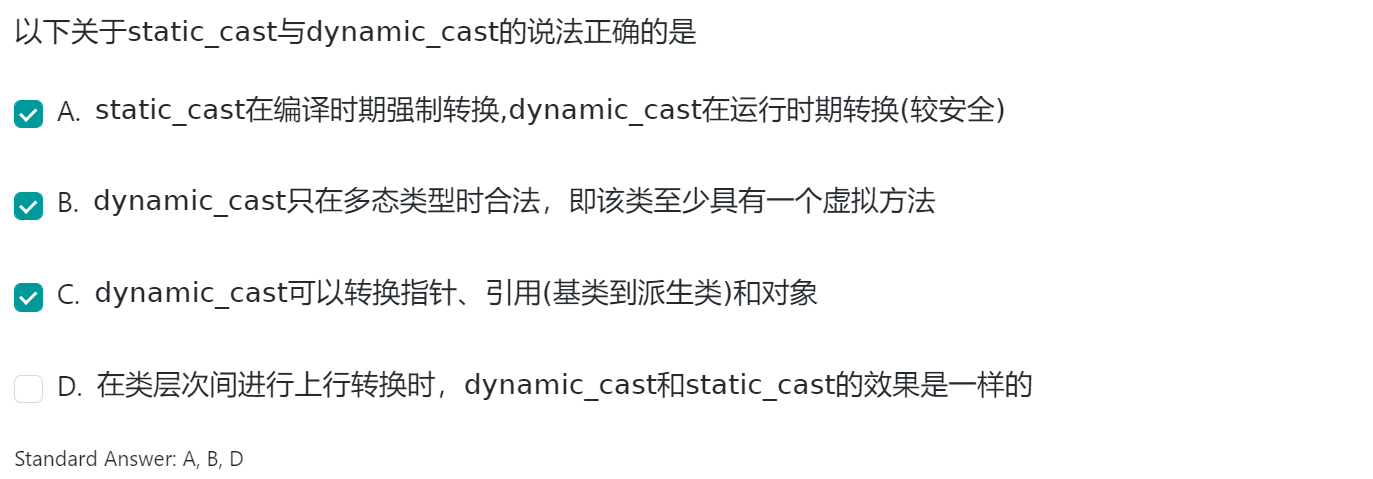 以下关于static_cast与dynamic_cast的说法正确的是
A. static_cast在编译时期强制转换,dynamic_cast在运行时期转换(较安全)
B. dynamic_cast只在多态类型时合法，即该类至少具有一个虚拟方法
C. dynamic_cast可以转换指针、引用(基类到派生类)和对象
D. 在类层次间进行上行转换时，dynamic_cast和static_cast的效果是一样的
Standard Answer: A, B, D